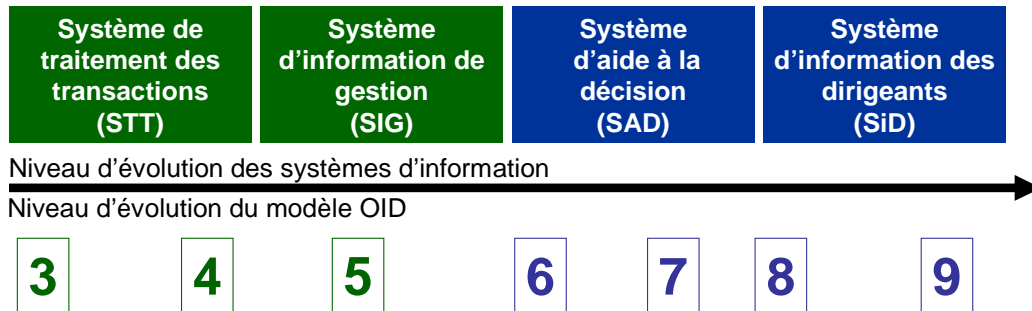 Système de
traitement des
transactions
(STT)
Système
d’information de
gestion
(SIG)
Système
d’aide à la
décision
(SAD)
Système
d’information des
dirigeants
(SiD)
Niveau d’évolution des systèmes d’information
Niveau d’évolution du modèle OID
3 4 5 6 7 8 9